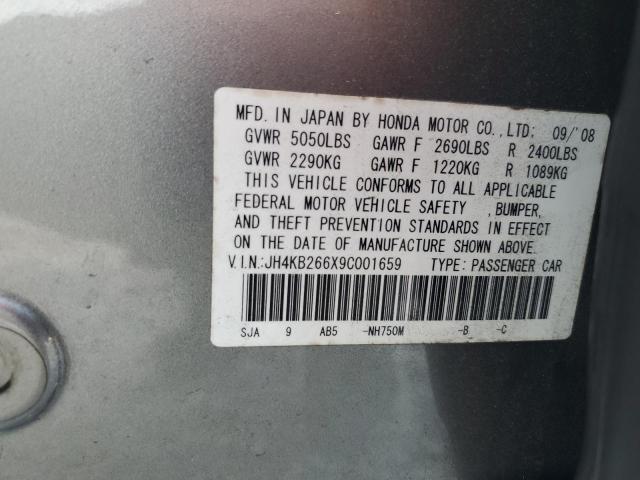 MFD. IN JAPAN BY HONDA MOTOR CO., LTD; 09/'08
GVWR 5050LBS GAWR F 2690LBS R 2400LBS
GVWR 2290KG GAWR F 1220KG R 1089KG
THIS VEHICLE CONFORMS TO ALL APPLICABLE
FEDERAL MOTOR VEHICLE SAFETY , BUMPER,
AND THEFT PREVENTION STANDARDS IN EFFECT
ON THE DATE OF MANUFACTURE SHOWN ABOVE.
V.I.N.:JH4KB266X9C001659 TYPE: PASSENGER CAR
SJA 9 AB5 -NH750M -B -C